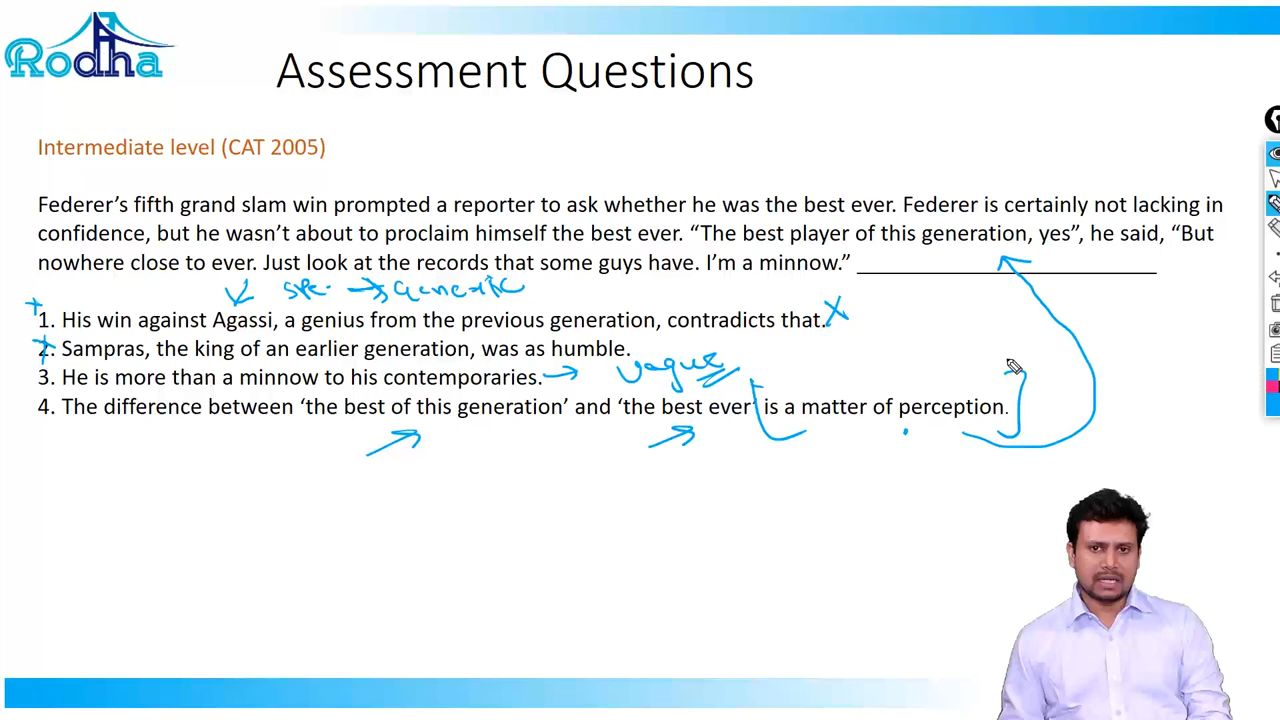 Rodha
Assessment Questions
Intermediate level (CAT 2005)
Federer’s fifth grand slam win prompted a reporter to ask whether he was the best ever. Federer is certainly not lacking in
confidence, but he wasn’t about to proclaim himself the best ever. “The best player of this generation, yes”, he said, “But
nowhere close to ever. Just look at the records that some guys have. I’m a minnow.” ____________________________
spe. → Generic
1. His win against Agassi, a genius from the previous generation, contradicts that.
2. Sampras, the king of an earlier generation, was as humble.
3. He is more than a minnow to his contemporaries. → vague
4. The difference between ‘the best of this generation’ and ‘the best ever’ is a matter of perception.